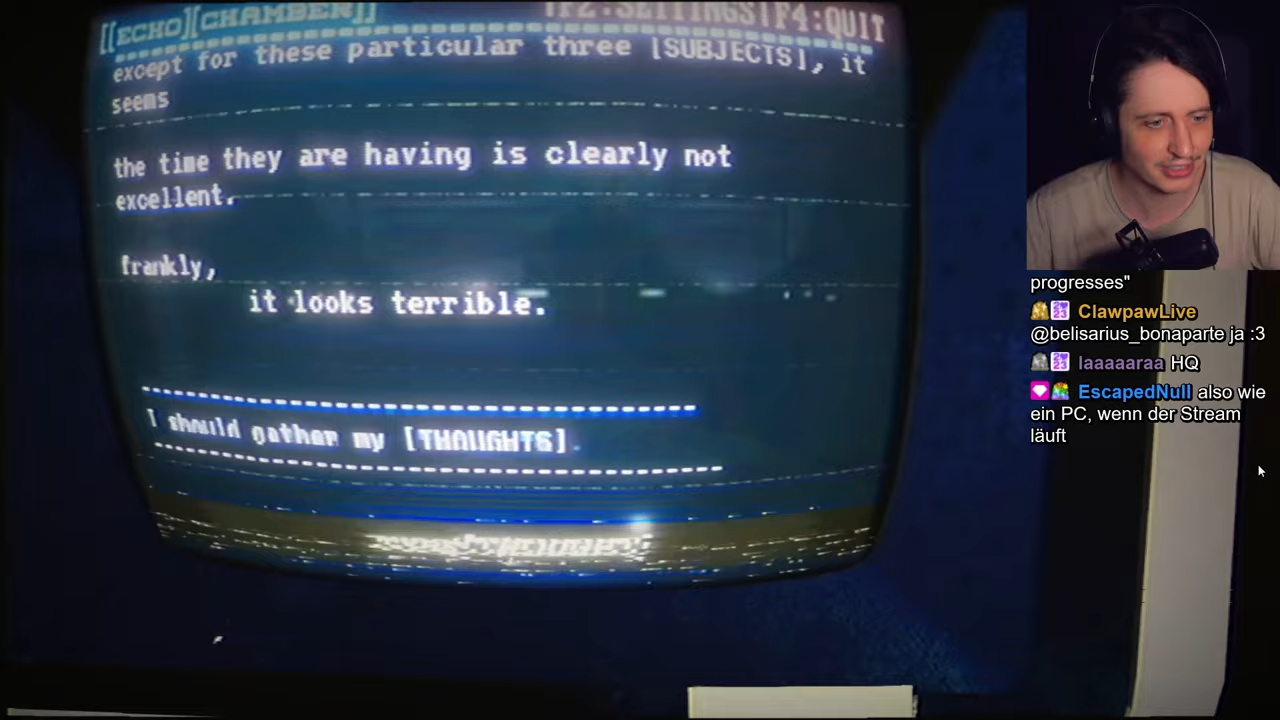 [[ECHO][CHAMBER]] |F2:SETTINGS|F4:QUIT
except for these particular three [SUBJECTS], it
seems
the time they are having is clearly not
excellent.
frankly,
it looks terrible.
I should gather my [THOUGHTS].
progresses"
ClawpawLive
@belisarius_bonaparte ja :3
laaaaaraa HQ
EscapedNull also wie
ein PC, wenn der Stream
läuft